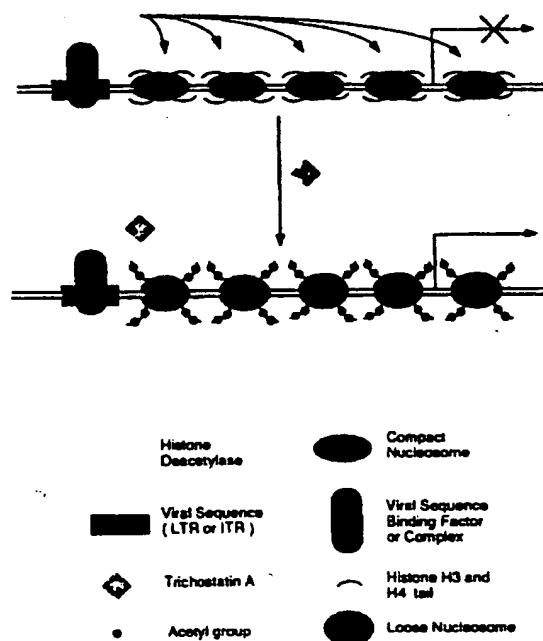 Histone
Deacetylase
Compact
Nucleosome
Viral Sequence
( LTR or ITR )
Viral Sequence
Binding Factor
or Complex
Trichostatin A
Histone H3 and
H4 tail
Acetyl group
Loose Nucleosome